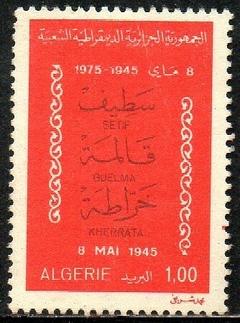 الجمهورية الجزائرية الديمقراطية الشعبية
8 ماي 1945-1975
سطيف
SETIF
قالمة
GUELMA
خراطة
KHERRATA
8 MAI 1945
ALGERIE البريد 1,00